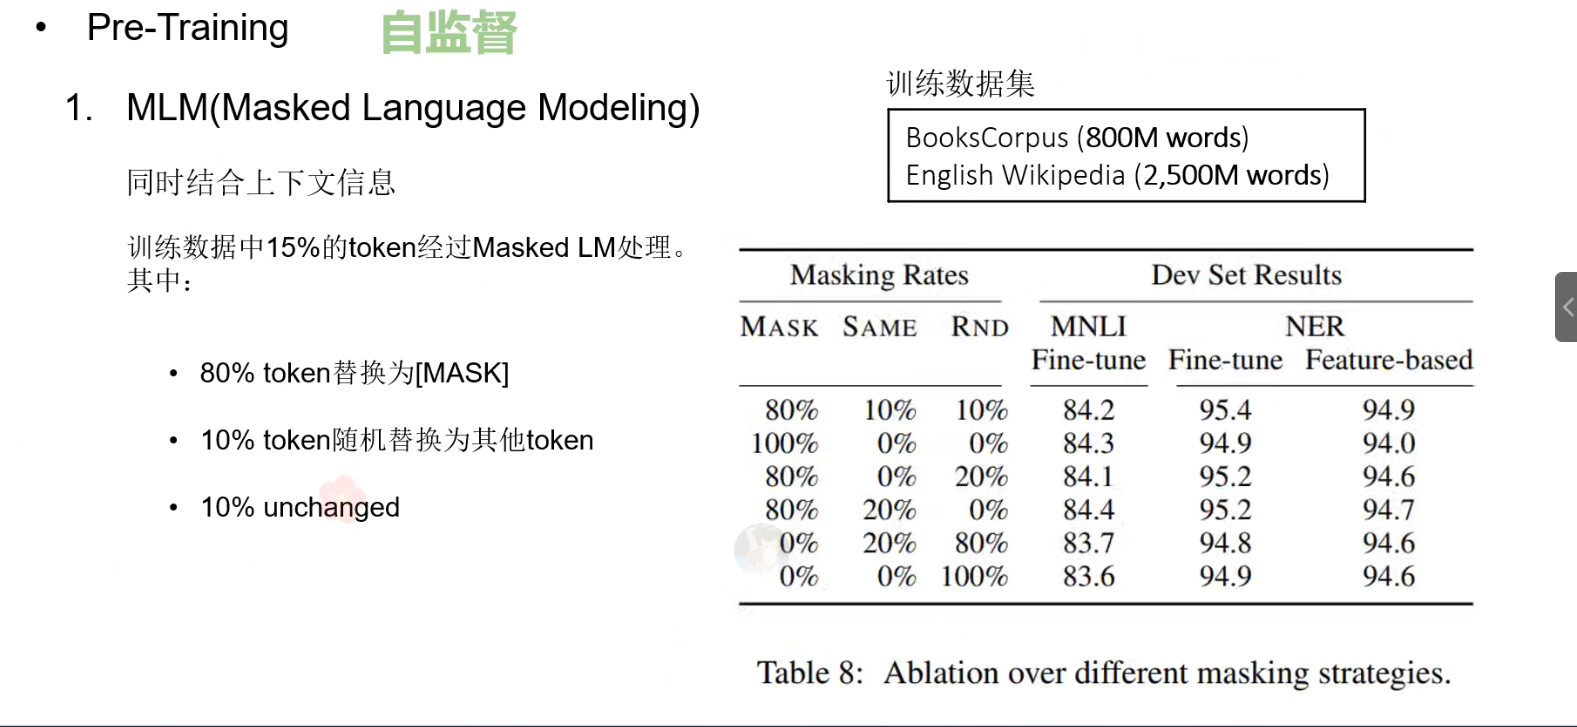 • Pre-Training 自监督
1. MLM(Masked Language Modeling)
同时结合上下文信息
训练数据中15%的token经过Masked LM处理。
其中：
• 80% token替换为[MASK]
• 10% token随机替换为其他token
• 10% unchanged
训练数据集
BooksCorpus (800M words)
English Wikipedia (2,500M words)
Masking Rates Dev Set Results
MASK SAME RND MNLI NER
Fine-tune Fine-tune Feature-based
80% 10% 10% 84.2 95.4 94.9
100% 0% 0% 84.3 94.9 94.0
80% 0% 20% 84.1 95.2 94.6
80% 20% 0% 84.4 95.2 94.7
0% 20% 80% 83.7 94.8 94.6
0% 0% 100% 83.6 94.9 94.6
Table 8: Ablation over different masking strategies.